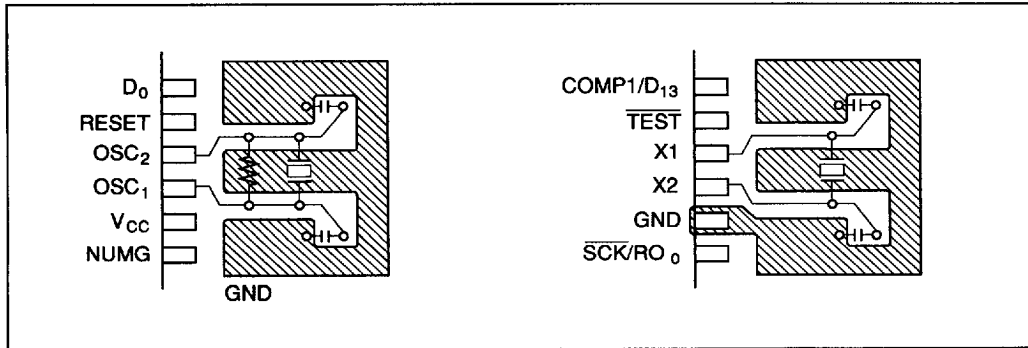 D0
RESET
OSC2
OSC1
VCC
NUMG
GND
COMP1/D13
TEST
X1
X2
GND
SCK/RO 0